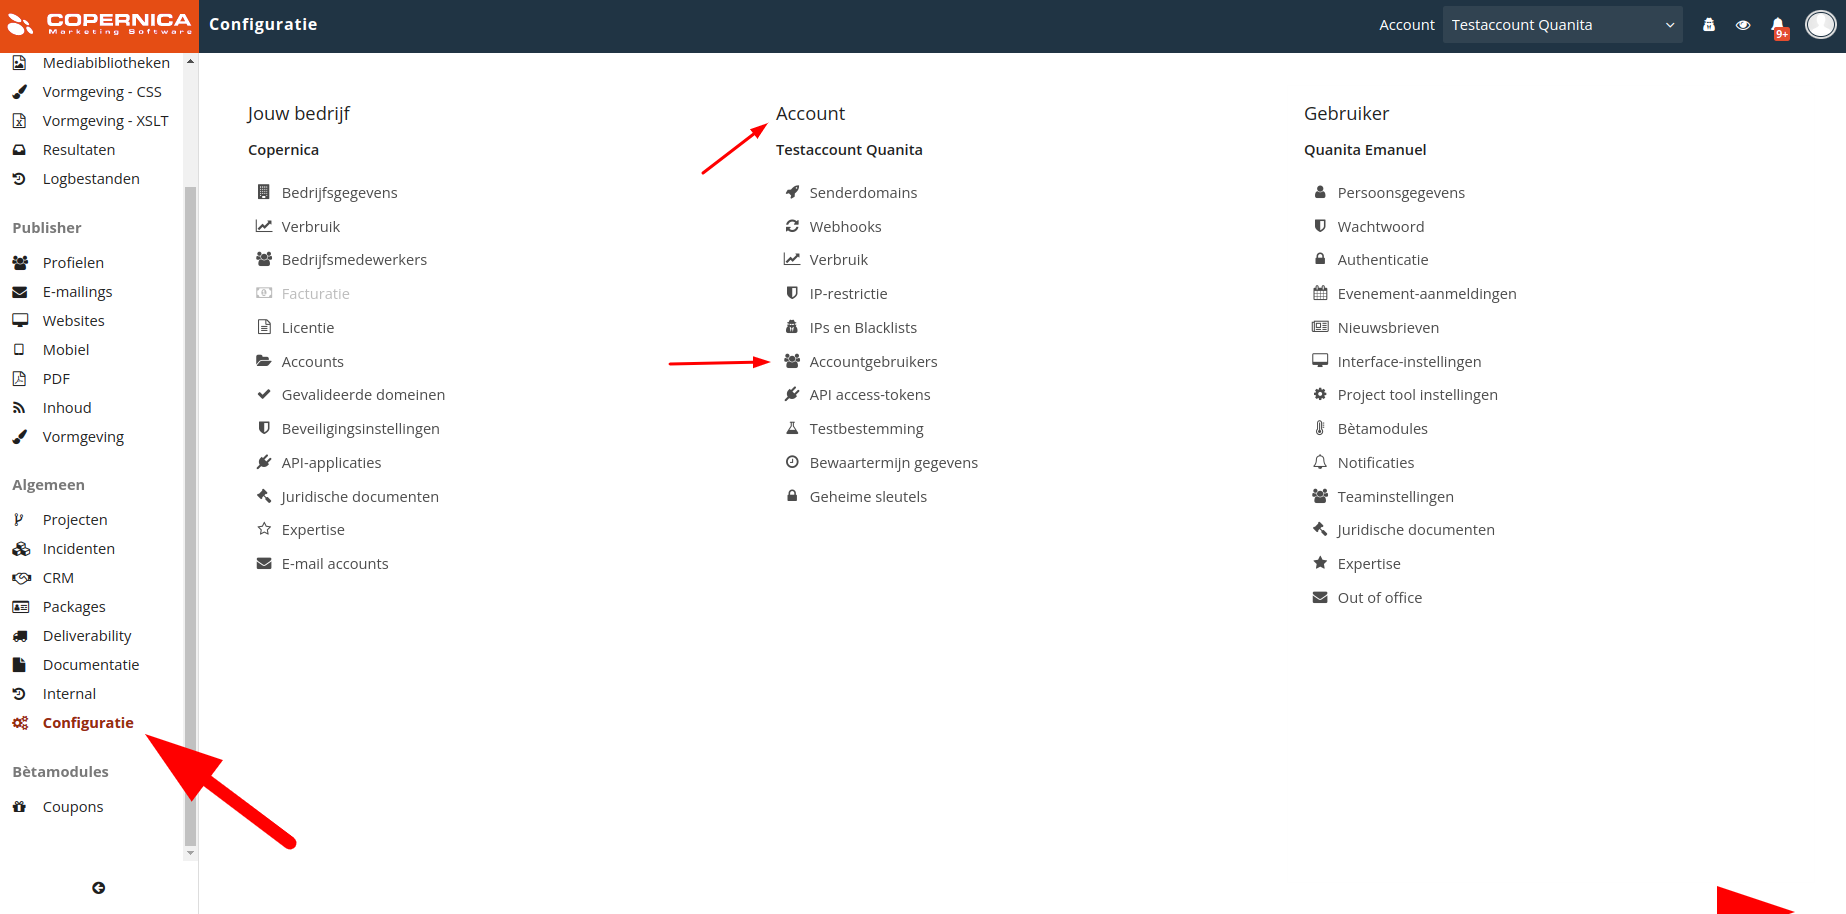 COPERNICA
Marketing Software
Configuratie
Account
Testaccount Quanita
9+
Mediabibliotheken
Vormgeving - CSS
Vormgeving - XSLT
Resultaten
Logbestanden
Publisher
Profielen
E-mailings
Websites
Mobiel
PDF
Inhoud
Vormgeving
Algemeen
Projecten
Incidenten
CRM
Packages
Deliverability
Documentatie
Internal
Configuratie
Bètamodules
Coupons
Jouw bedrijf
Copernica
Bedrijfsgegevens
Verbruik
Bedrijfsmedewerkers
Facturatie
Licentie
Accounts
Gevalideerde domeinen
Beveiligingsinstellingen
API-applicaties
Juridische documenten
Expertise
E-mail accounts
Account
Testaccount Quanita
Senderdomains
Webhooks
Verbruik
IP-restrictie
IPs en Blacklists
Accountgebruikers
API access-tokens
Testbestemming
Bewaartermijn gegevens
Geheime sleutels
Gebruiker
Quanita Emanuel
Persoonsgegevens
Wachtwoord
Authenticatie
Evenement-aanmeldingen
Nieuwsbrieven
Interface-instellingen
Project tool instellingen
Bètamodules
Notificaties
Teaminstellingen
Juridische documenten
Expertise
Out of office